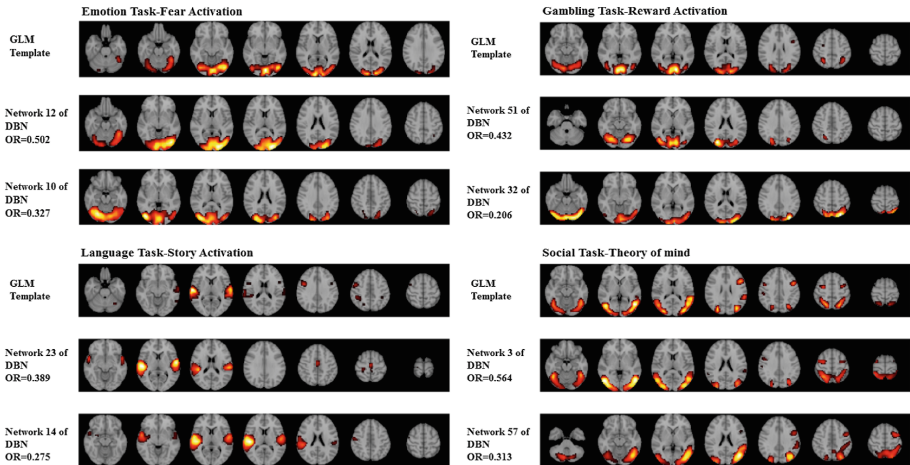 Emotion Task-Fear Activation
GLM
Template
Network 12 of
DBN
OR=0.502
Network 10 of
DBN
OR=0.327
Gambling Task-Reward Activation
GLM
Template
Network 51 of
DBN
OR=0.432
Network 32 of
DBN
OR=0.206
Language Task-Story Activation
GLM
Template
Network 23 of
DBN
OR=0.389
Network 14 of
DBN
OR=0.275
Social Task-Theory of mind
GLM
Template
Network 3 of
DBN
OR=0.564
Network 57 of
DBN
OR=0.313